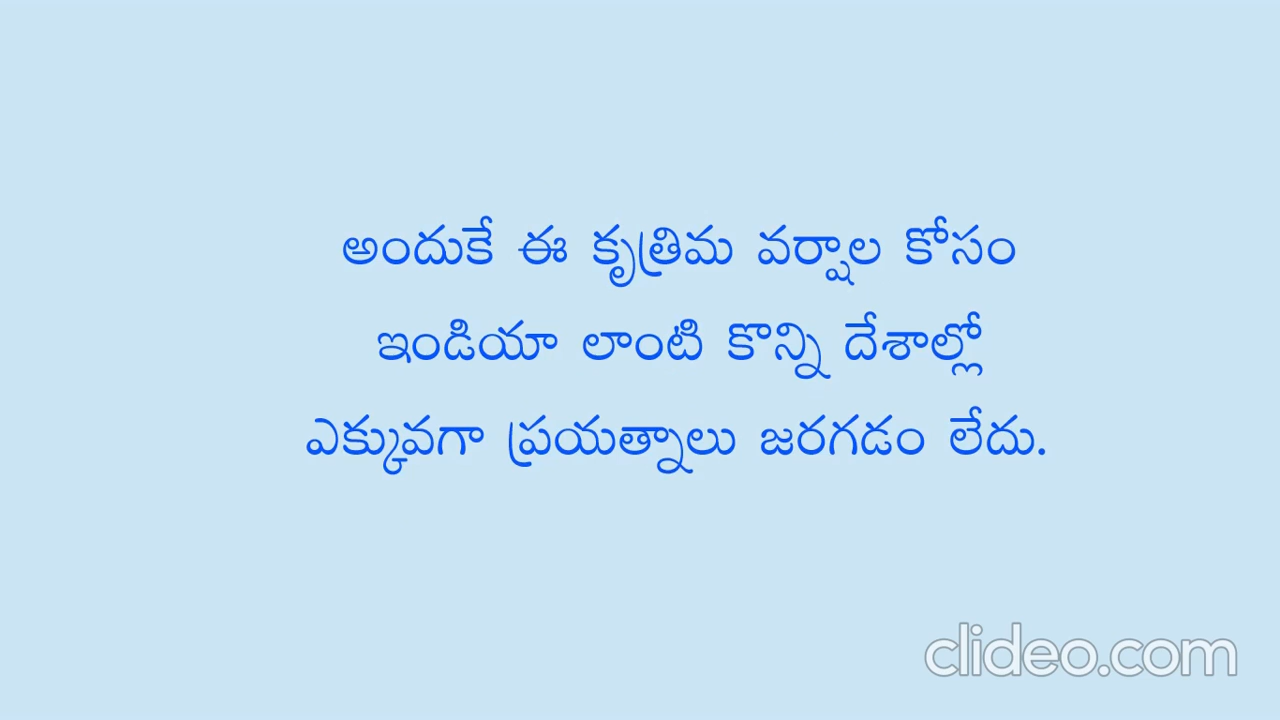 అందుకే ఈ కృత్రిమ వర్షాల కోసం
ఇండియా లాంటి కొన్ని దేశాల్లో
ఎక్కువగా ప్రయత్నాలు జరగడం లేదు.
clideo.com